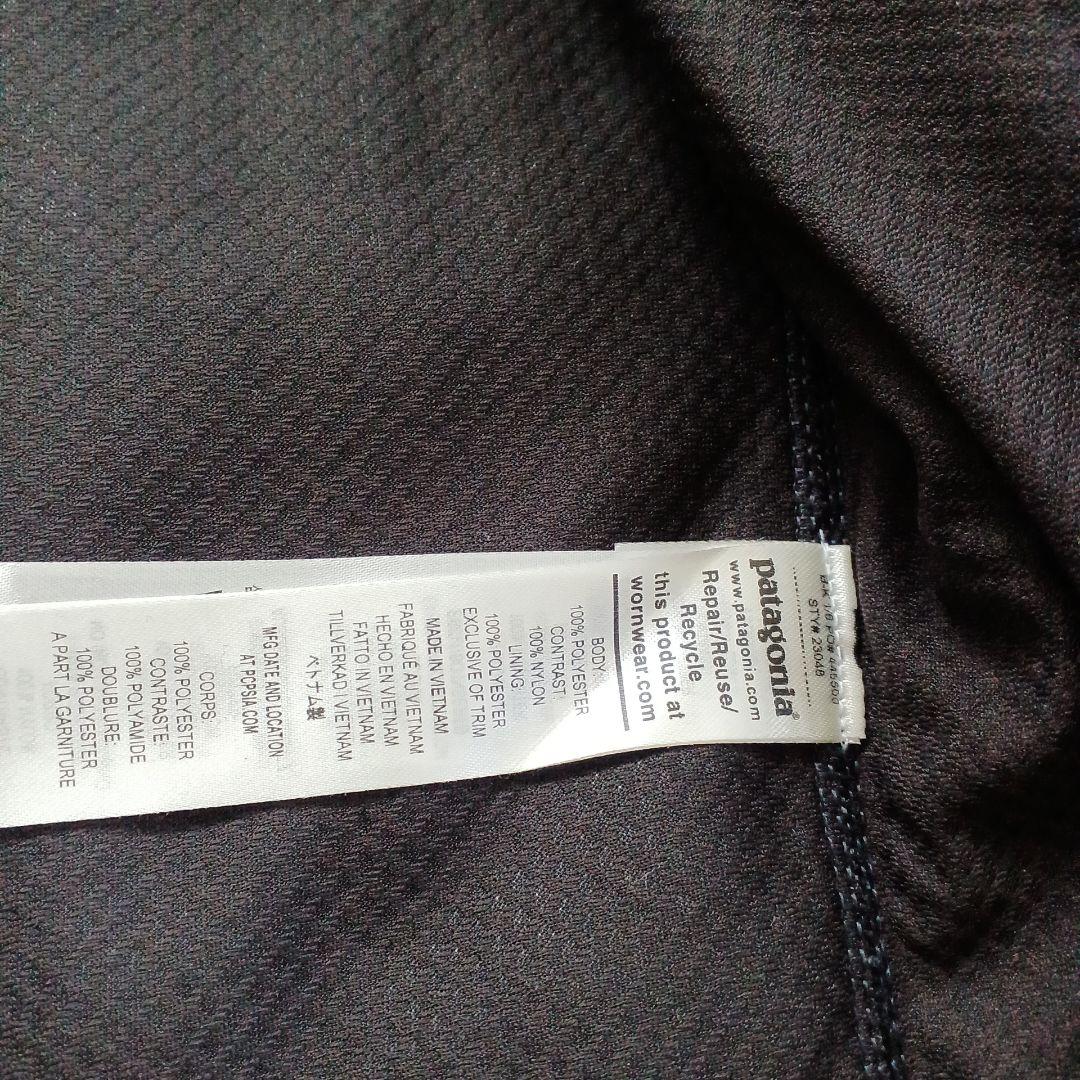 STY# 23048
patagonia®
www.patagonia.com
Repair/Reuse/
Recycle
this product at
wornwear.com
BODY:
100% POLYESTER
CONTRAST:
100% NYLON
LINING:
100% POLYESTER
EXCLUSIVE OF TRIM
MADE IN VIETNAM
FABRIQUE AU VIETNAM
HECHO EN VIETNAM
FATTO IN VIETNAM
TILLVERKAD I VIETNAM
ベトナム製
MFG DATE AND LOCATION
AT POPSIA.COM
CORPS:
100% POLYESTER
CONTRASTE:
100% POLYAMIDE
DOUBLURE:
100% POLYESTER
A PART LA GARNITURE